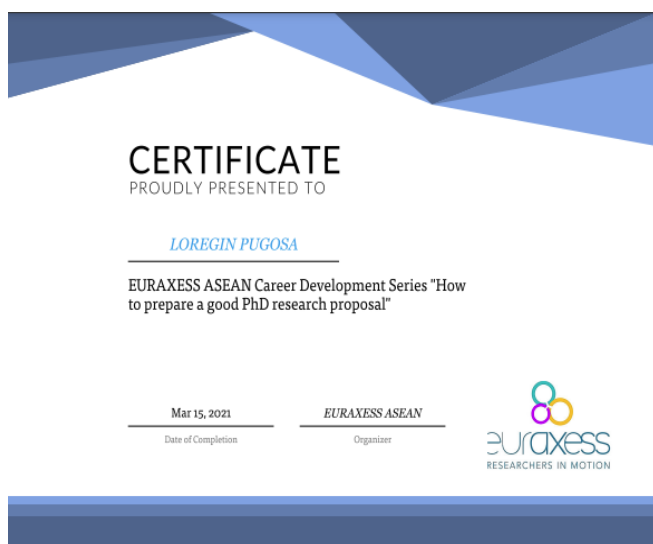 CERTIFICATE
PROUDLY PRESENTED TO
LOREGIN PUGOSA
EURAXESS ASEAN Career Development Series "How
to prepare a good PhD research proposal"
Mar 15, 2021
Date of Completion
EURAXESS ASEAN
Organizer
euraxess
RESEARCHERS IN MOTION